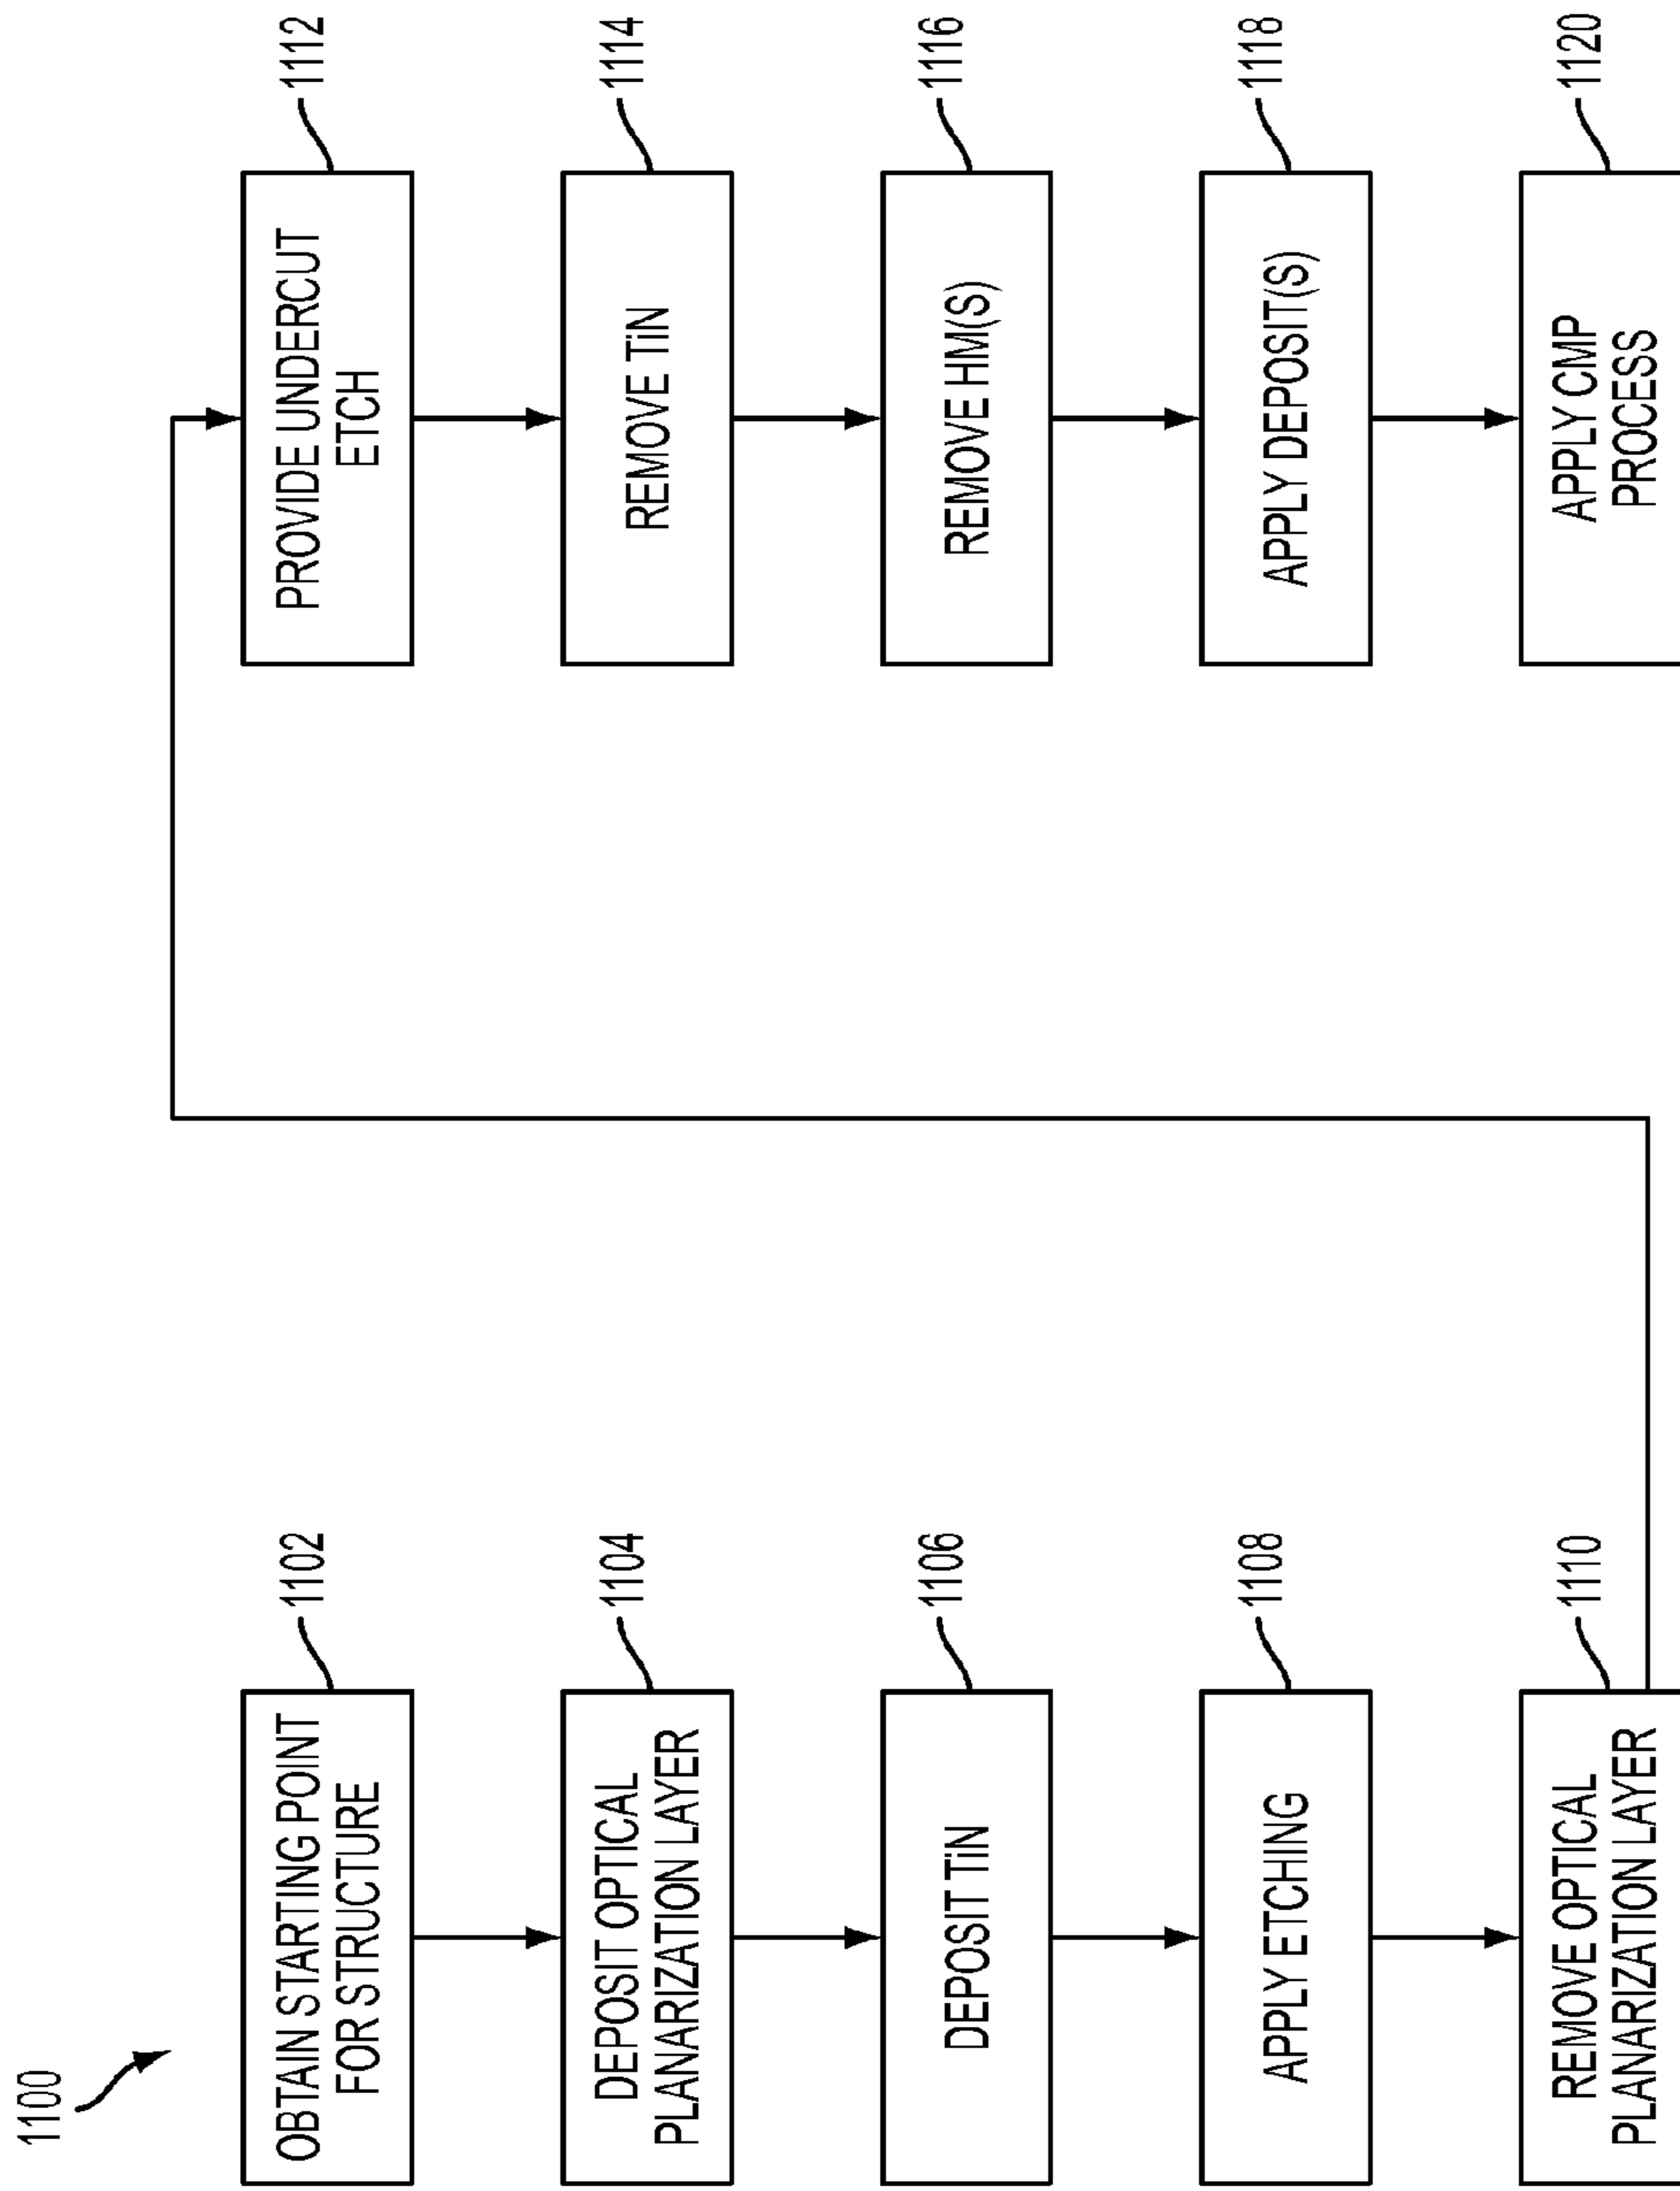 1100
OBTAIN STARTING POINT
FOR STRUCTURE
1102
DEPOSIT OPTICAL
PLANARIZATION LAYER
1104
DEPOSIT TiN
1106
APPLY ETCHING
1108
REMOVE OPTICAL
PLANARIZATION LAYER
1110
PROVIDE UNDERCUT
ETCH
1112
REMOVE TiN
1114
REMOVE HM(S)
1116
APPLY DEPOSIT(S)
1118
APPLY CMP
PROCESS
1120